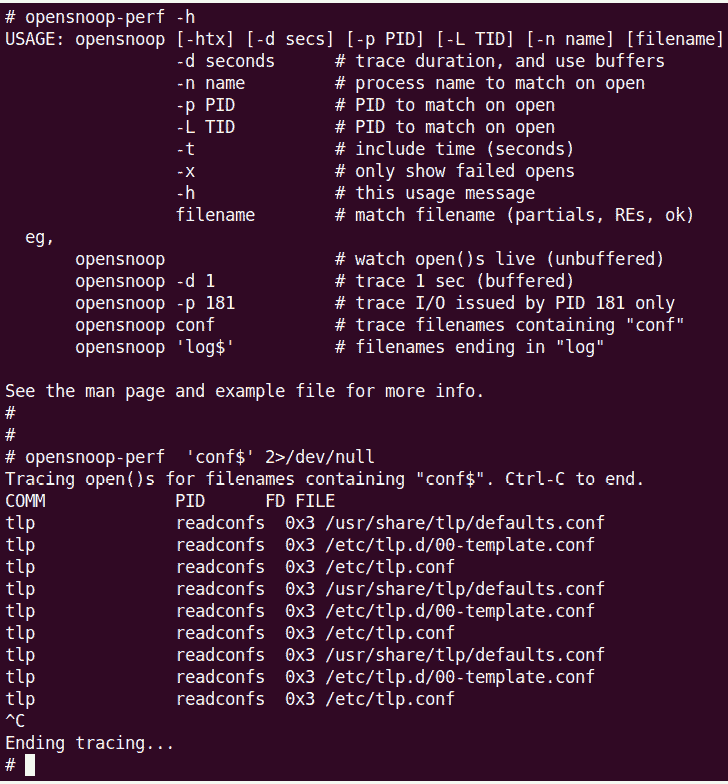 # opensnoop-perf -h
USAGE: opensnoop [-htx] [-d secs] [-p PID] [-L TID] [-n name] [filename]
                 -d seconds      # trace duration, and use buffers
                 -n name         # process name to match on open
                 -p PID          # PID to match on open
                 -L TID          # PID to match on open
                 -t              # include time (seconds)
                 -x              # only show failed opens
                 -h              # this usage message
                 filename        # match filename (partials, REs, ok)
  eg,
       opensnoop                 # watch open()s live (unbuffered)
       opensnoop -d 1            # trace 1 sec (buffered)
       opensnoop -p 181          # trace I/O issued by PID 181 only
       opensnoop conf            # trace filenames containing "conf"
       opensnoop 'log$'          # filenames ending in "log"

See the man page and example file for more info.
#
#
# opensnoop-perf  'conf$' 2>/dev/null
Tracing open()s for filenames containing "conf$". Ctrl-C to end.
COMM             PID      FD FILE
tlp              readconfs  0x3 /usr/share/tlp/defaults.conf
tlp              readconfs  0x3 /etc/tlp.d/00-template.conf
tlp              readconfs  0x3 /etc/tlp.conf
tlp              readconfs  0x3 /usr/share/tlp/defaults.conf
tlp              readconfs  0x3 /etc/tlp.d/00-template.conf
tlp              readconfs  0x3 /etc/tlp.conf
tlp              readconfs  0x3 /usr/share/tlp/defaults.conf
tlp              readconfs  0x3 /etc/tlp.d/00-template.conf
tlp              readconfs  0x3 /etc/tlp.conf
^C
Ending tracing...
#